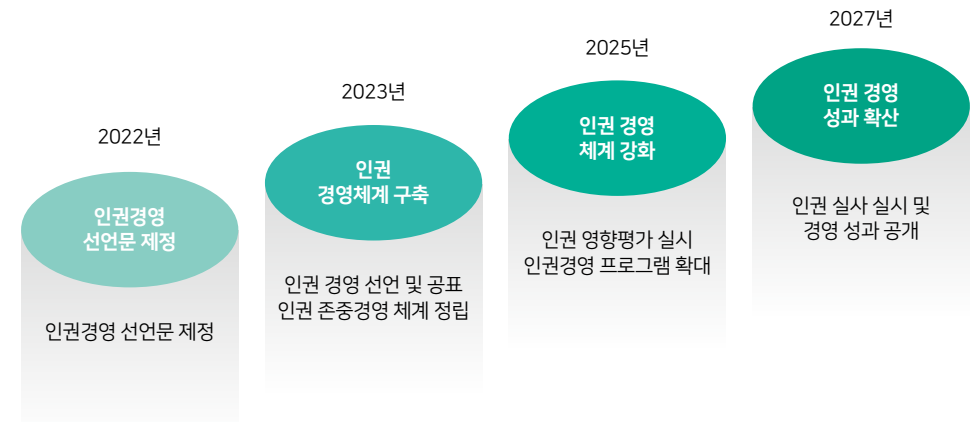 2022년
인권경영
선언문 제정
인권경영 선언문 제정
2023년
인권
경영체계 구축
인권 경영 선언 및 공표
인권 존중경영 체계 정립
2025년
인권 경영
체계 강화
인권 영향평가 실시
인권경영 프로그램 확대
2027년
인권 경영
성과 확산
인권 실사 실시 및
경영 성과 공개